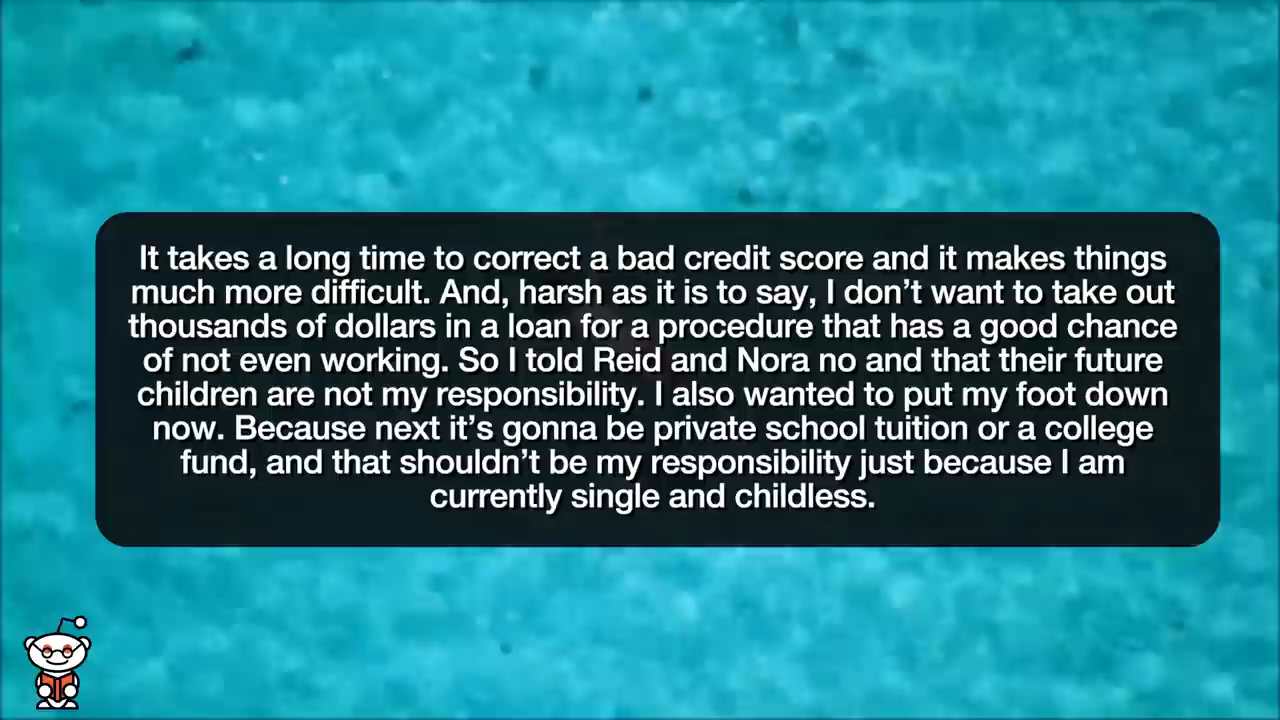 It takes a long time to correct a bad credit score and it makes things
much more difficult. And, harsh as it is to say, I don’t want to take out
thousands of dollars in a loan for a procedure that has a good chance
of not even working. So I told Reid and Nora no and that their future
children are not my responsibility. I also wanted to put my foot down
now. Because next it’s gonna be private school tuition or a college
fund, and that shouldn’t be my responsibility just because I am
currently single and childless.